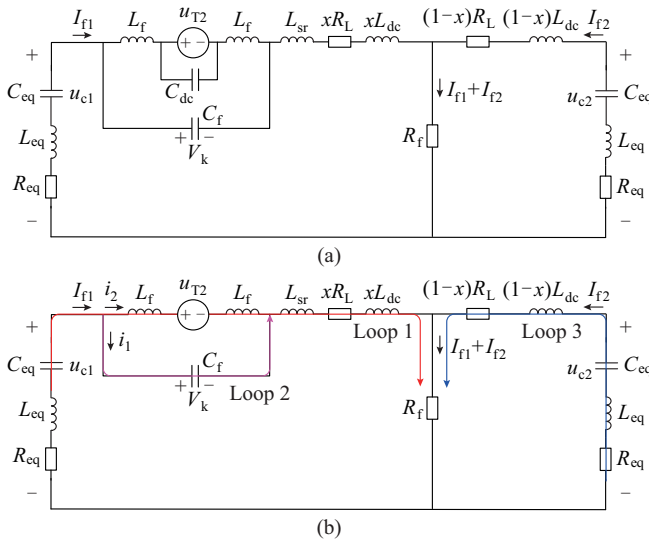 I_f1 L_f u_T2 L_f L_sr xR_L xL_dc (1−x)R_L (1−x)L_dc I_f2
+ + − +
C_eq u_c1 C_dc I_f1+I_f2 u_c2 C_ec
C_f
+ −
V_k
L_eq R_f L_eq
R_eq R_eq
− −
(a)
I_f1 i_2 L_f u_T2 L_f L_sr xR_L xL_dc (1−x)R_L (1−x)L_dc I_f2
+ + − Loop 1 Loop 3 +
i_1 I_f1+I_f2
C_eq u_c1 C_f u_c2 C_ec
+ −
V_k Loop 2
L_eq R_f L_eq
R_eq R_eq
− −
(b)